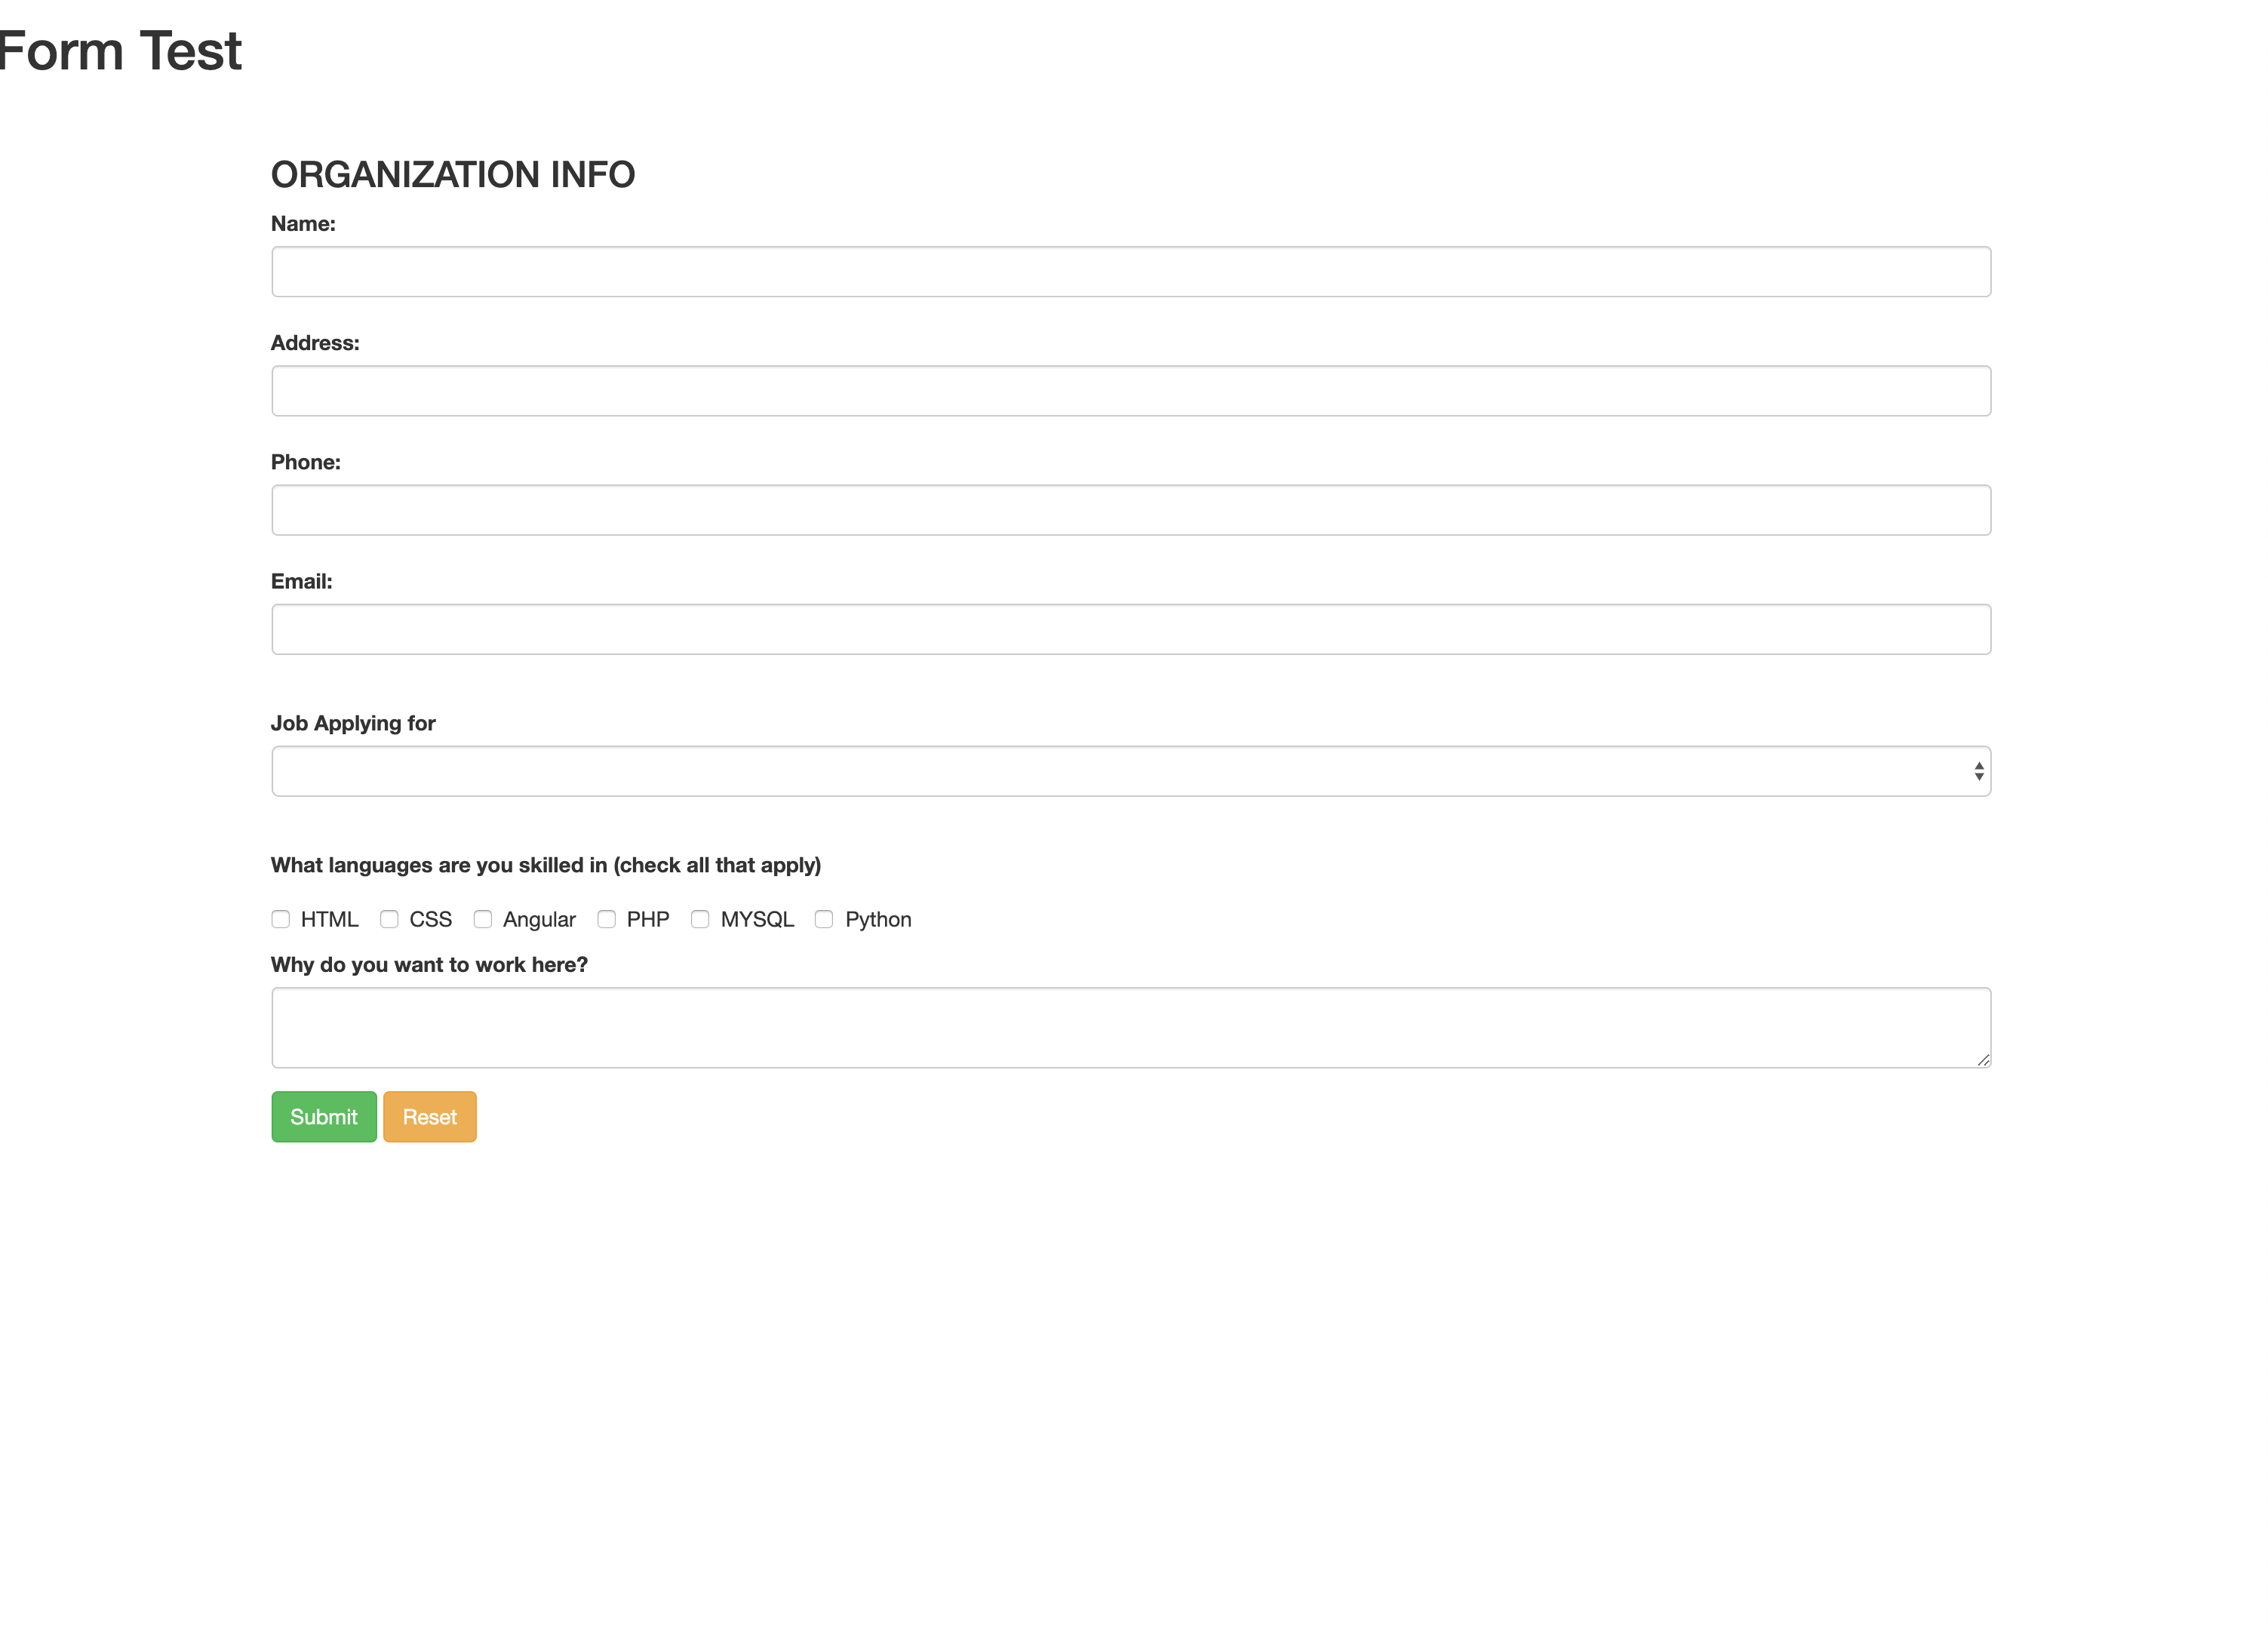 Form Test
ORGANIZATION INFO
Name:
Address:
Phone:
Email:
Job Applying for
What languages are you skilled in (check all that apply)
HTML CSS Angular PHP MYSQL Python
Why do you want to work here?
Submit Reset